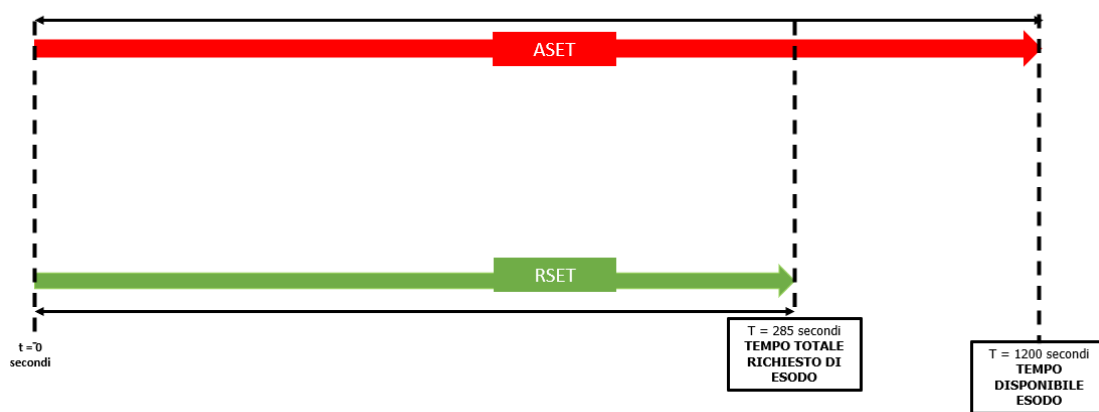 ASET
RSET
t = 0
secondi
T = 285 secondi
TEMPO TOTALE
RICHIESTO DI
ESODO
T = 1200 secondi
TEMPO
DISPONIBILE
ESODO